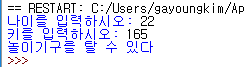 == RESTART: C:/Users/gayoungkim/Ap
나이를 입력하시오: 22
키를 입력하시오: 165
놀이기구를 탈 수 있다
>>>